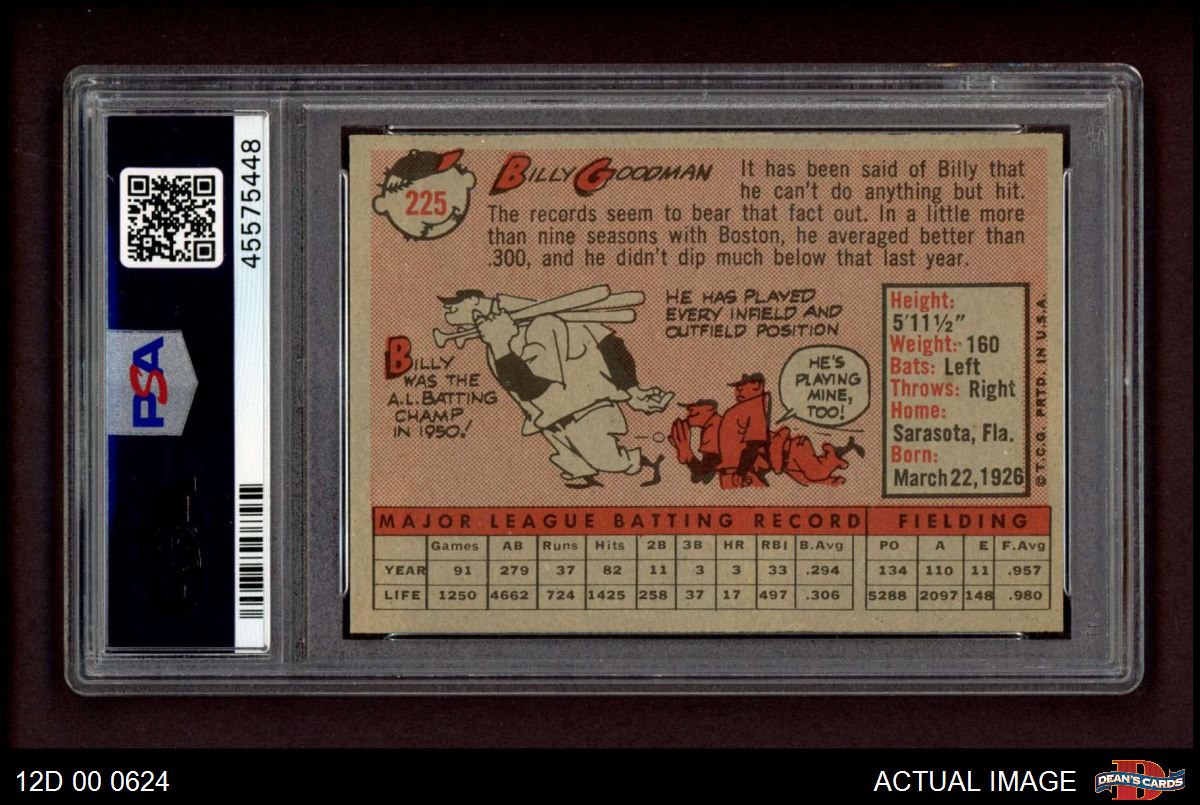 45575448
PSA
225
BILLY GOODMAN
It has been said of Billy that
he can't do anything but hit.
The records seem to bear that fact out. In a little more
than nine seasons with Boston, he averaged better than
.300, and he didn't dip much below that last year.
BILLY
WAS THE
A.L. BATTING
CHAMP
IN 1950!
HE HAS PLAYED
EVERY INFIELD AND
OUTFIELD POSITION
HE'S
PLAYING
MINE,
TOO!
Height:
5'11½"
Weight: 160
Bats: Left
Throws: Right
Home:
Sarasota, Fla.
Born:
March 22, 1926
© T.C.G. PRTD. IN U.S.A.
MAJOR LEAGUE BATTING RECORD FIELDING
Games AB Runs Hits 2B 3B HR RBI B.Avg PO A E F.Avg
YEAR 91 279 37 82 11 3 3 33 .294 134 110 11 .957
LIFE 1250 4662 724 1425 258 37 17 497 .306 5288 2097 148 .980
12D 00 0624
ACTUAL IMAGE
DEAN'S CARDS